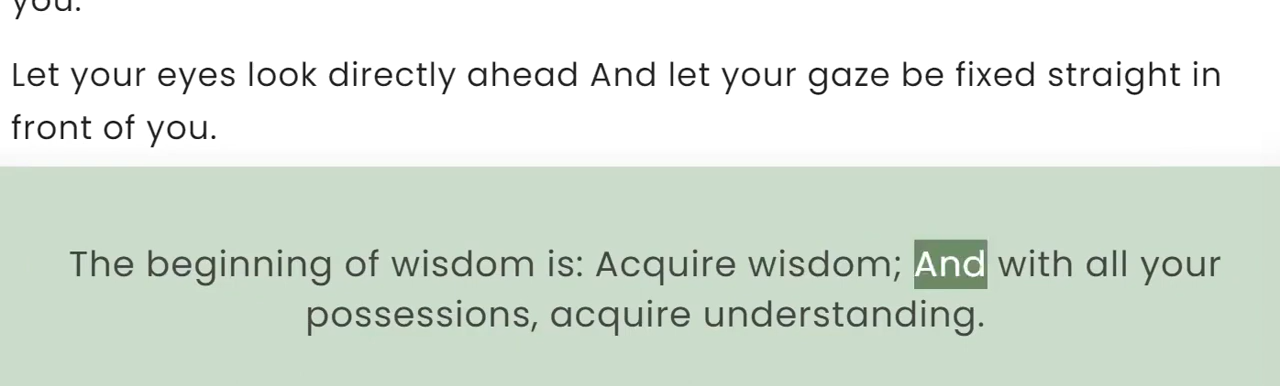 you.
Let your eyes look directly ahead And let your gaze be fixed straight in
front of you.
The beginning of wisdom is: Acquire wisdom; And with all your
possessions, acquire understanding.